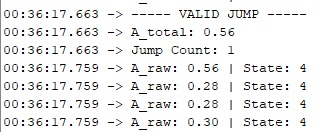 00:36:17.663 -> ----- VALID JUMP -----
00:36:17.663 -> A_total: 0.56
00:36:17.663 -> Jump Count: 1
00:36:17.759 -> A_raw: 0.56 | State: 4
00:36:17.759 -> A_raw: 0.28 | State: 4
00:36:17.759 -> A_raw: 0.28 | State: 4
00:36:17.759 -> A_raw: 0.30 | State: 4